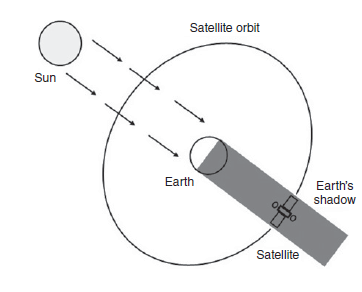 Satellite orbit
Sun
Earth
Earth's
shadow
Satellite